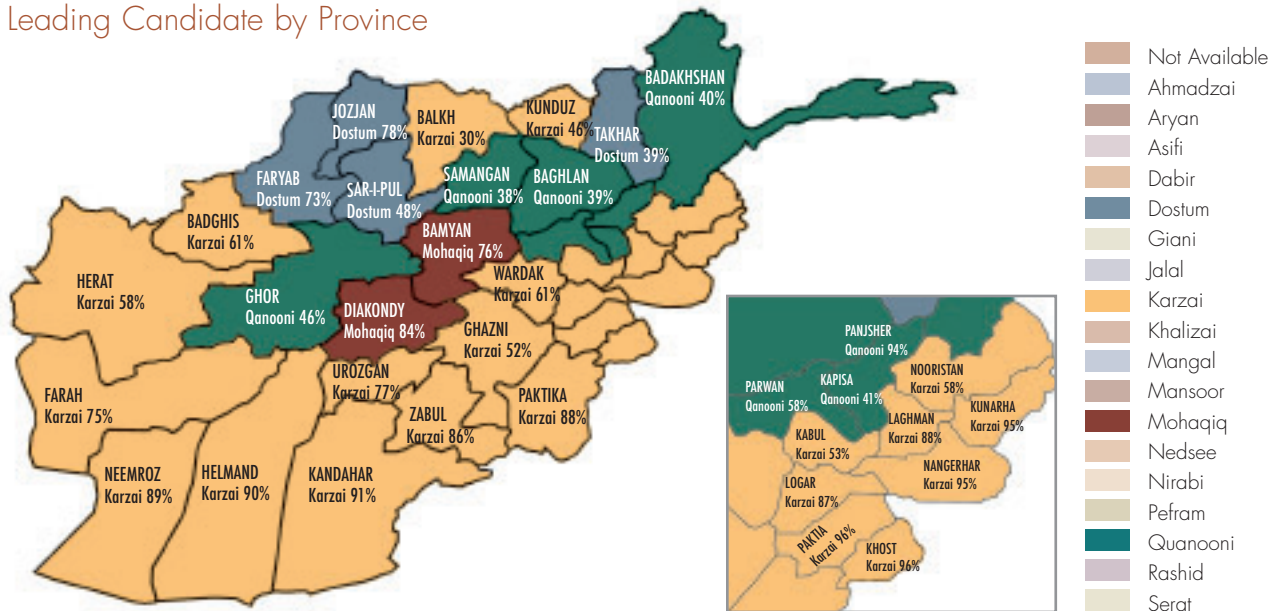 Leading Candidate by Province
JOZJAN
Dostum 78%
BALKH
Karzai 30%
KUNDUZ
Karzai 46%
TAKHAR
Dostum 39%
BADAKHSHAN
Qanooni 40%
FARYAB
Dostum 73%
SAR-I-PUL
Dostum 48%
SAMANGAN
Qanooni 38%
BAGHLAN
Qanooni 39%
BADGHIS
Karzai 61%
HERAT
Karzai 58%
GHOR
Qanooni 46%
BAMYAN
Mohaqiq 76%
DIAKONDY
Mohaqiq 84%
WARDAK
Karzai 61%
GHAZNI
Karzai 52%
UROZGAN
Karzai 77%
ZABUL
Karzai 86%
PAKTIKA
Karzai 88%
FARAH
Karzai 75%
NEEMROZ
Karzai 89%
HELMAND
Karzai 90%
KANDAHAR
Karzai 91%
PANJSHER
Qanooni 94%
PARWAN
Qanooni 58%
KAPISA
Qanooni 41%
NOORISTAN
Karzai 58%
KUNARHA
Karzai 95%
LAGHMAN
Karzai 88%
KABUL
Karzai 53%
NANGERHAR
Karzai 95%
LOGAR
Karzai 87%
PAKTIA
Karzai 96%
KHOST
Karzai 96%
Not Available
Ahmadzai
Aryan
Asifi
Dabir
Dostum
Giani
Jalal
Karzai
Khalizai
Mangal
Mansoor
Mohaqiq
Nedsee
Nirabi
Pefram
Quanooni
Rashid
Serat